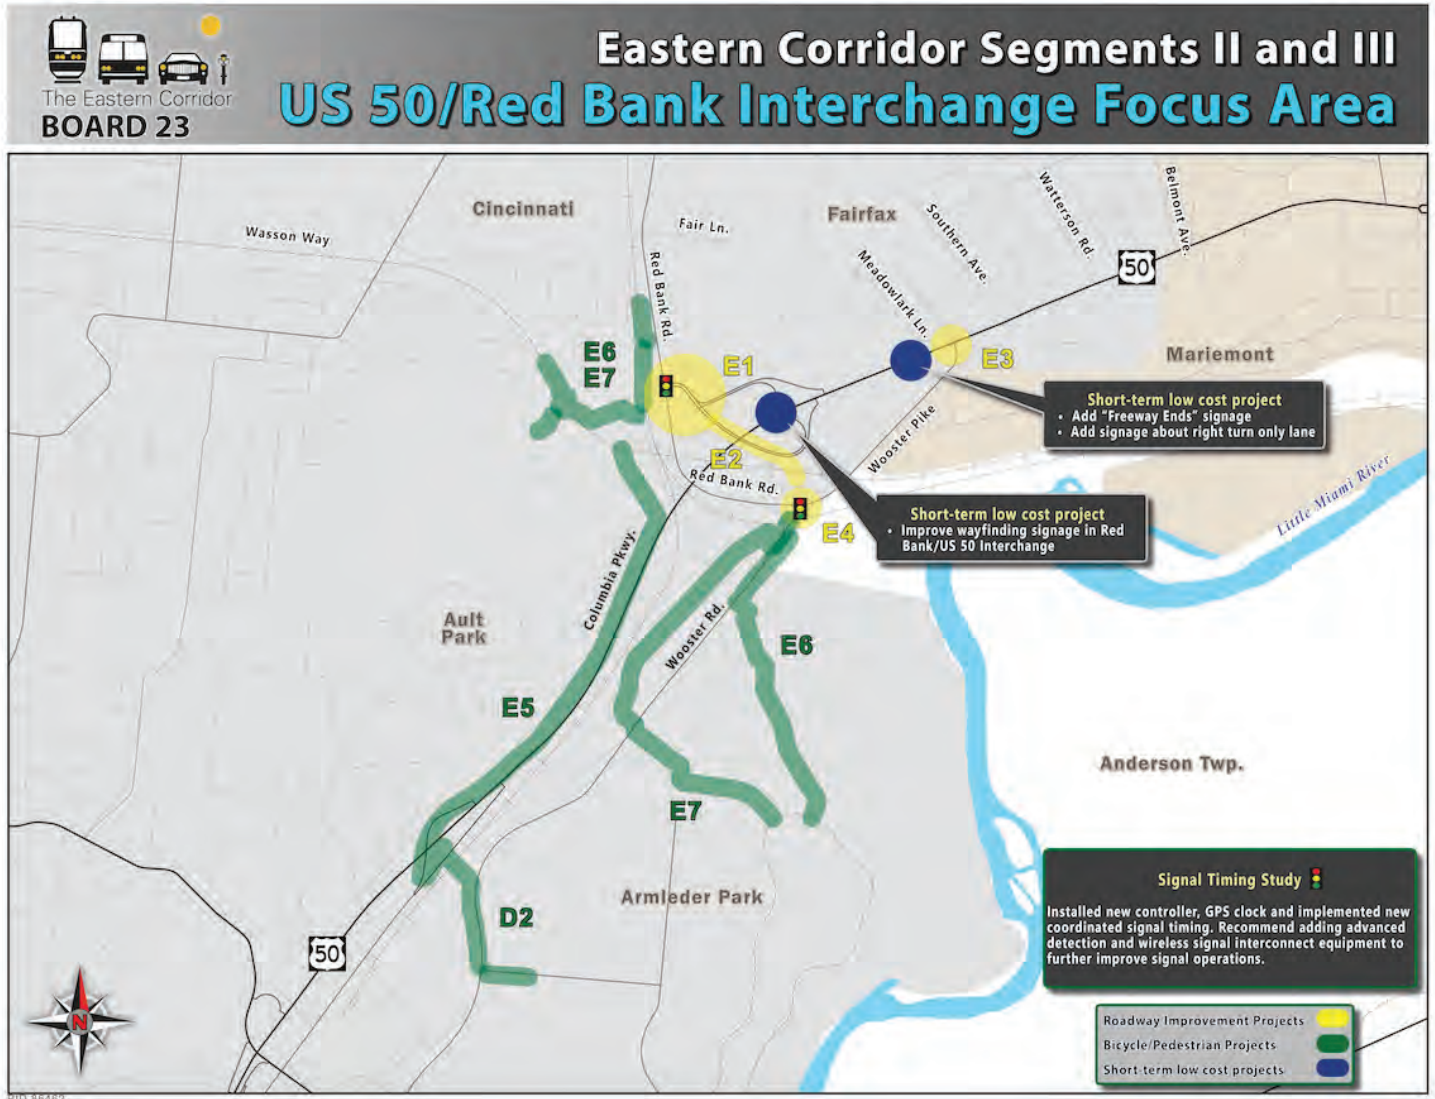 Eastern Corridor Segments II and III
The Eastern Corridor
BOARD 23
US 50/Red Bank Interchange Focus Area
Cincinnati
Fairfax
Wasson Way
Fair Ln.
Red Bank Rd.
Meadowlark Ln.
Southern Ave.
Watterson Rd.
Belmont Ave.
50
Mariemont
E6
E7
E1
E3
Short-term low cost project
• Add "Freeway Ends" signage
• Add signage about right turn only lane
E2
Red Bank Rd.
Wooster Pike
Little Miami River
E4
Short-term low cost project
• Improve wayfinding signage in Red
Bank/US 50 Interchange
Columbia Pkwy.
Ault
Park
Wooster Rd.
E6
E5
E7
Anderson Twp.
Armleder Park
D2
50
N
Signal Timing Study
Installed new controller, GPS clock and implemented new
coordinated signal timing. Recommend adding advanced
detection and wireless signal interconnect equipment to
further improve signal operations.
Roadway Improvement Projects
Bicycle/Pedestrian Projects
Short-term low cost projects